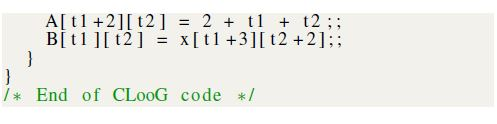 A[t1+2][t2] = 2 + t1 + t2;;
B[t1][t2] = x[t1+3][t2+2];;
}
}
/* End of CLooG code */